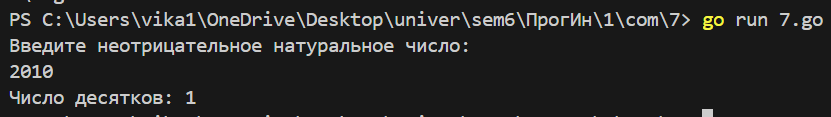 PS C:\Users\vika1\OneDrive\Desktop\univer\sem6\ПрогИн\1\com\7> go run 7.go
Введите неотрицательное натуральное число:
2010
Число десятков: 1